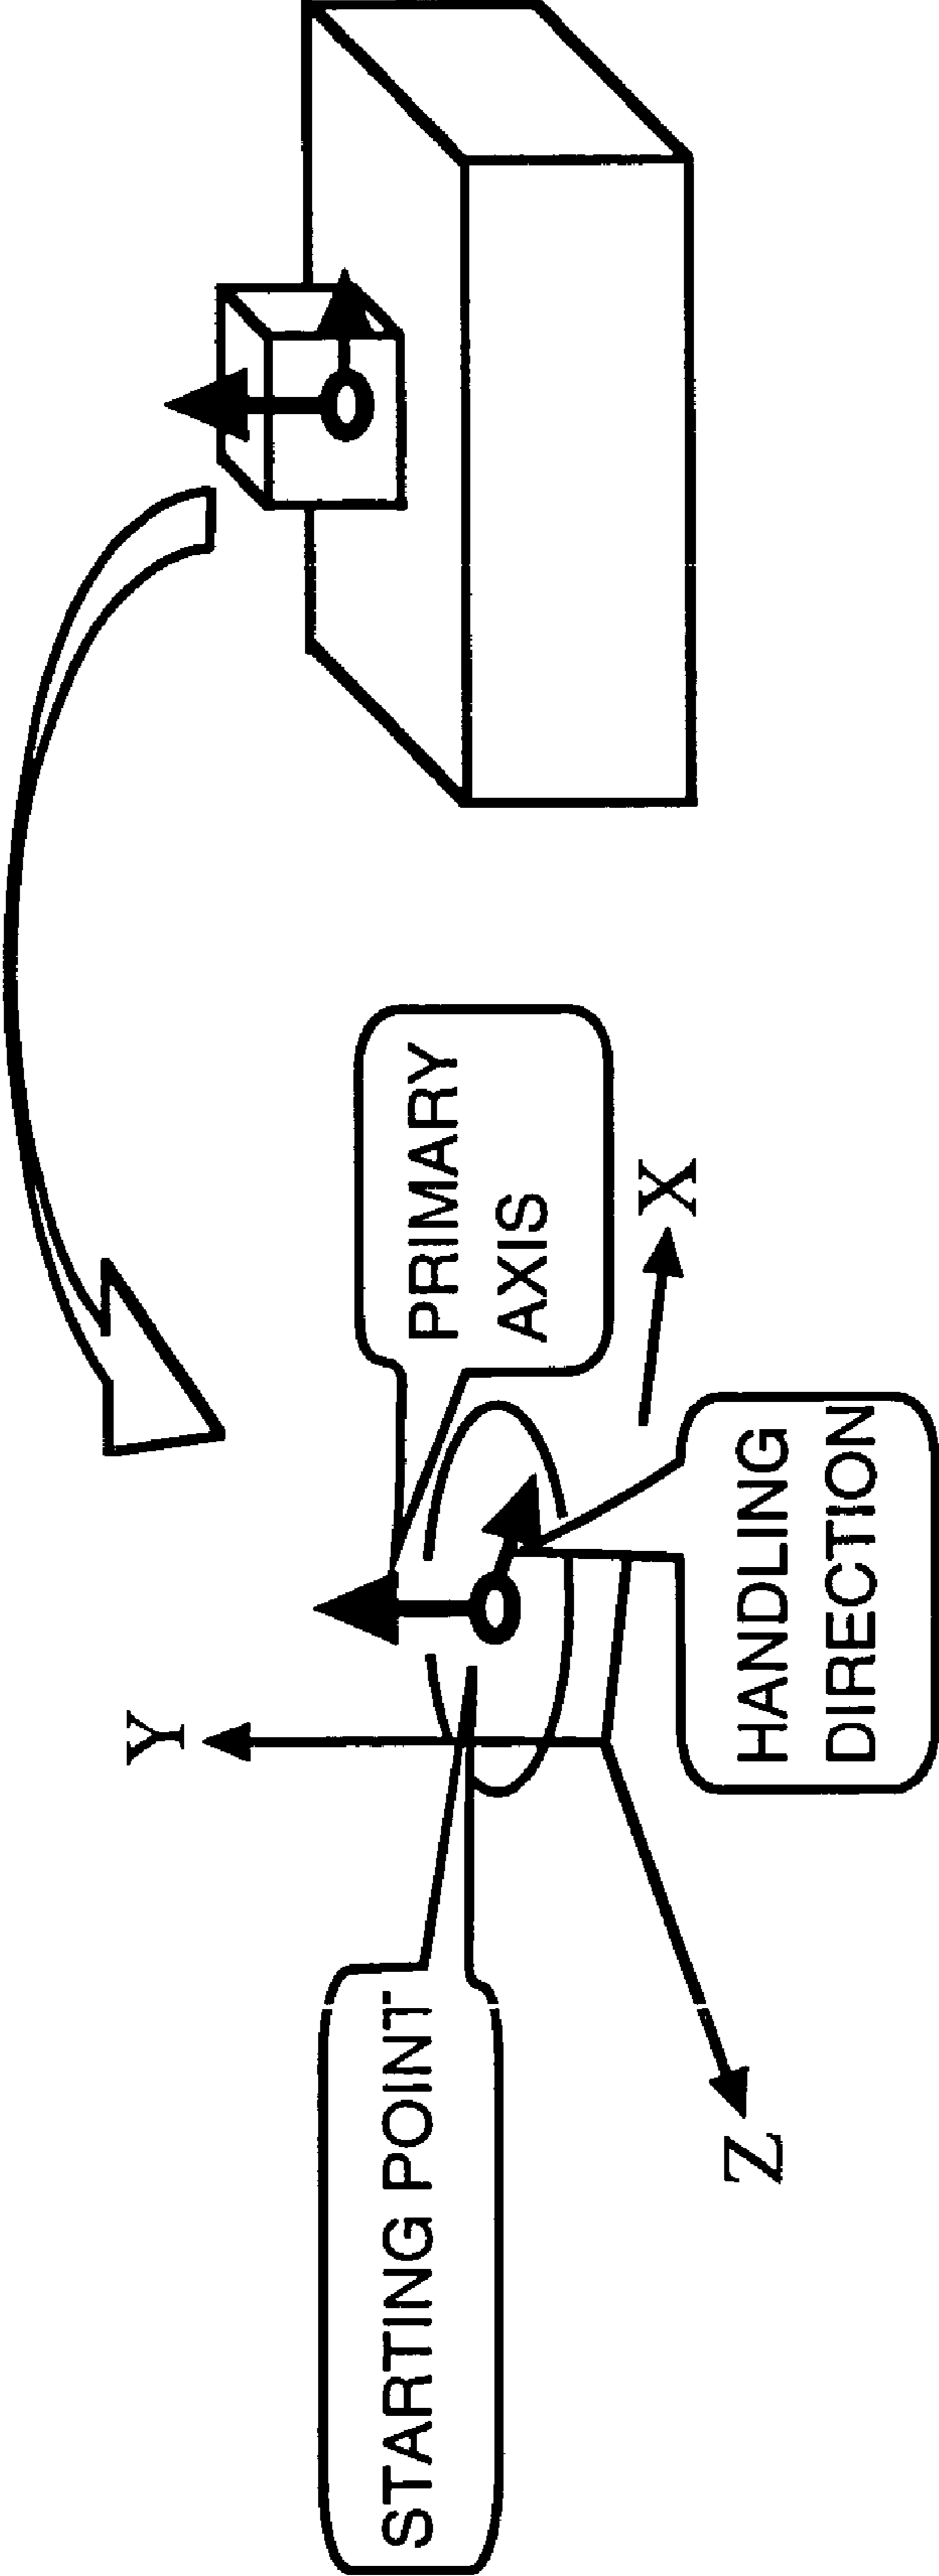 Y
STARTING POINT
PRIMARY
AXIS
X
Z
HANDLING
DIRECTION